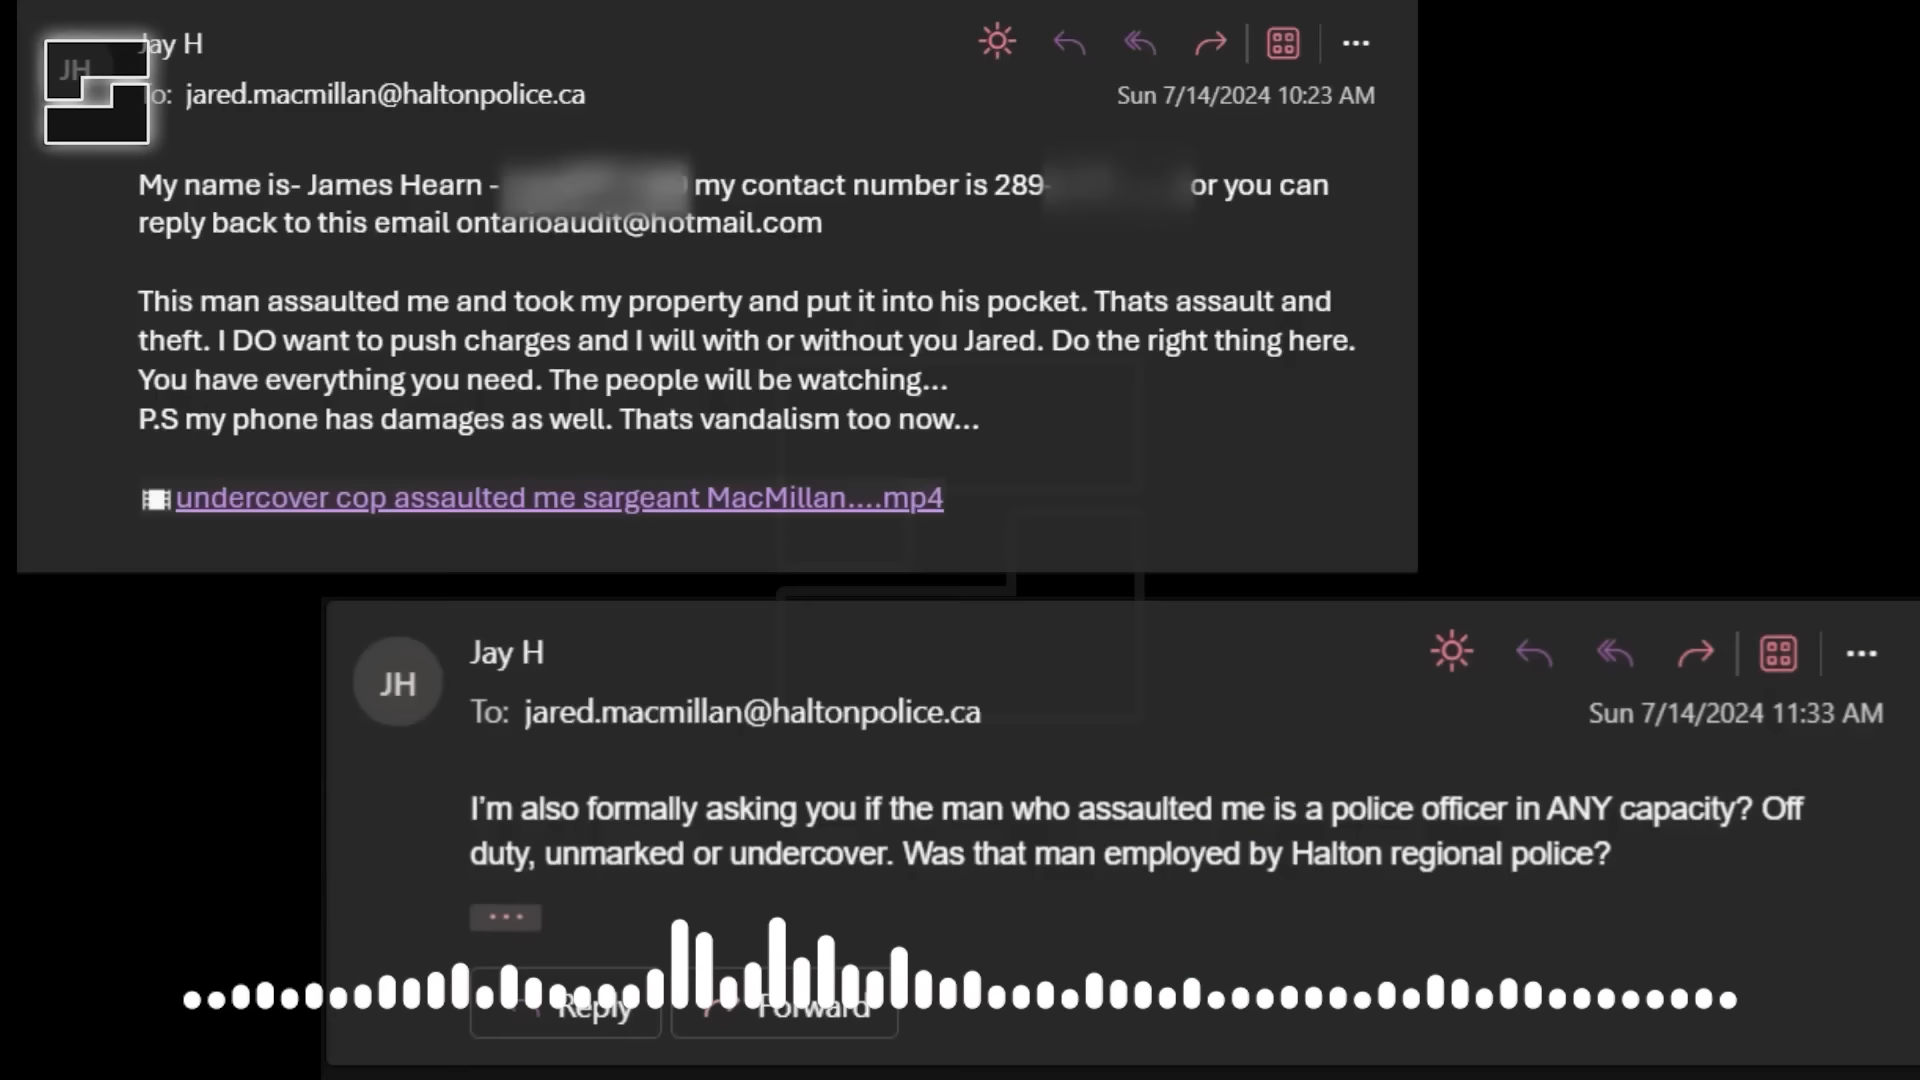 Jay H
JH
To: jared.macmillan@haltonpolice.ca
Sun 7/14/2024 10:23 AM
My name is- James Hearn - my contact number is 289- or you can
reply back to this email ontarioaudit@hotmail.com
This man assaulted me and took my property and put it into his pocket. Thats assault and
theft. I DO want to push charges and I will with or without you Jared. Do the right thing here.
You have everything you need. The people will be watching...
P.S my phone has damages as well. Thats vandalism too now...
undercover cop assaulted me sargeant MacMillan....mp4
Jay H
JH
To: jared.macmillan@haltonpolice.ca
Sun 7/14/2024 11:33 AM
I'm also formally asking you if the man who assaulted me is a police officer in ANY capacity? Off
duty, unmarked or undercover. Was that man employed by Halton regional police?
Reply
Forward